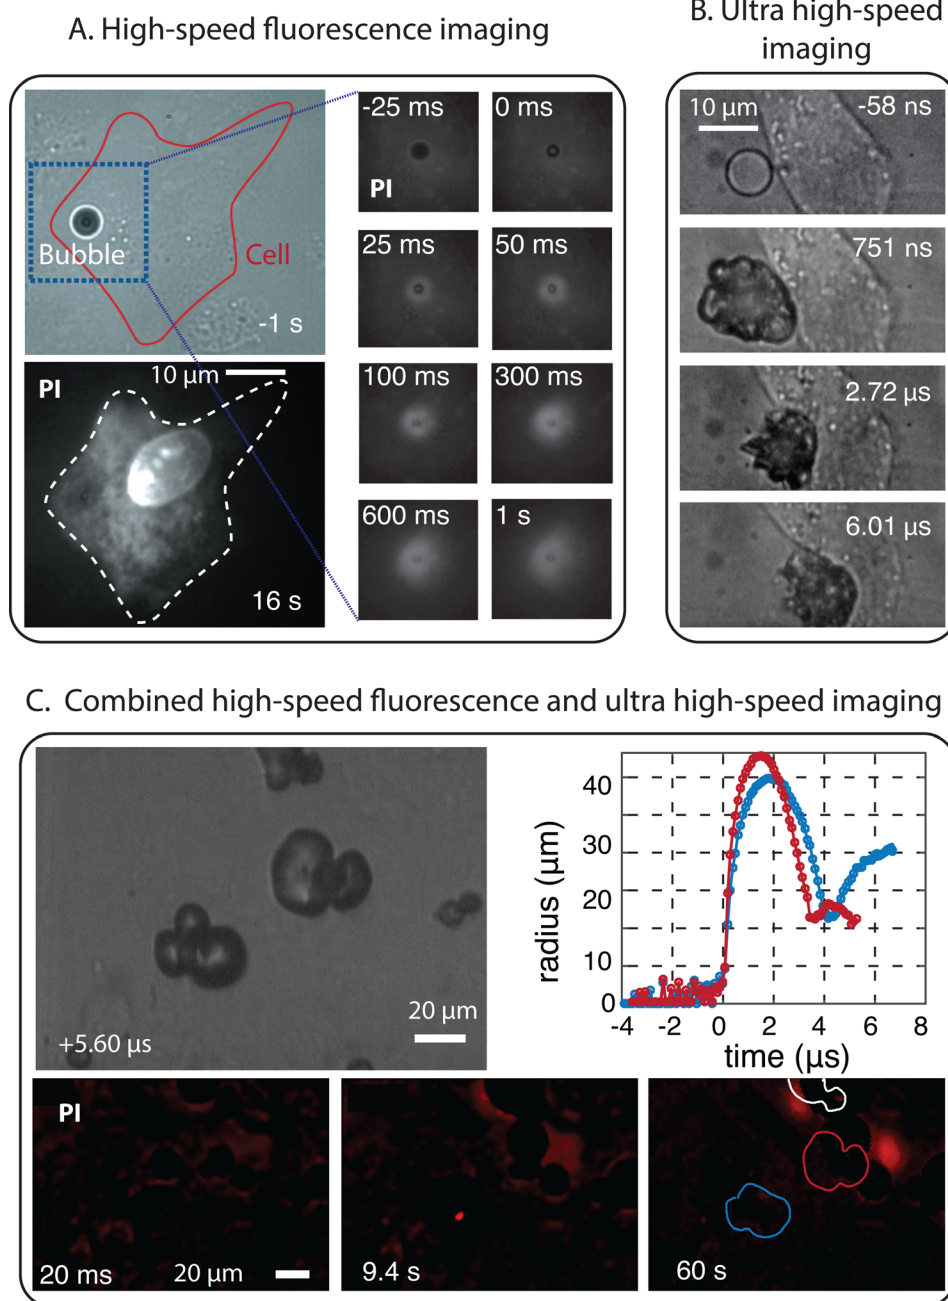 A. High-speed fluorescence imaging
B. Ultra high-speed
imaging
Bubble
Cell
-1 s
PI
10 µm
16 s
-25 ms
PI
0 ms
25 ms
50 ms
100 ms
300 ms
600 ms
1 s
10 µm
-58 ns
751 ns
2.72 µs
6.01 µs
C. Combined high-speed fluorescence and ultra high-speed imaging
+5.60 µs
20 µm
radius (µm)
40
30
20
10
0
-4 -2 0 2 4 6 8
time (µs)
PI
20 ms
20 µm
9.4 s
60 s